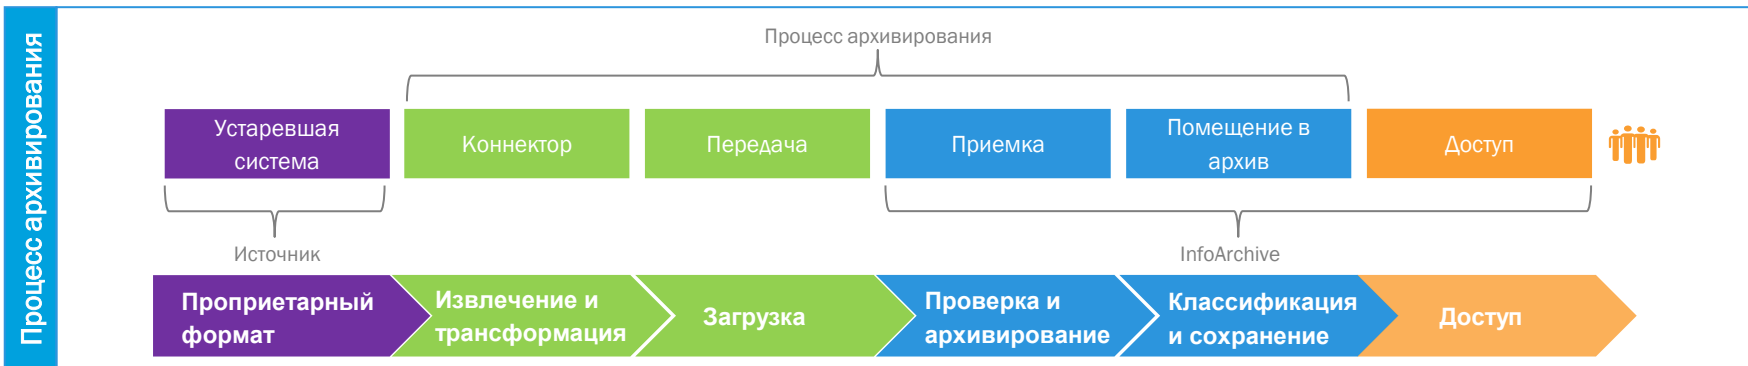 Процесс архивирования
Процесс архивирования
Устаревшая
система
Коннектор
Передача
Приемка
Помещение в
архив
Доступ
Источник
InfoArchive
Проприетарный
формат
Извлечение и
трансформация
Загрузка
Проверка и
архивирование
Классификация
и сохранение
Доступ